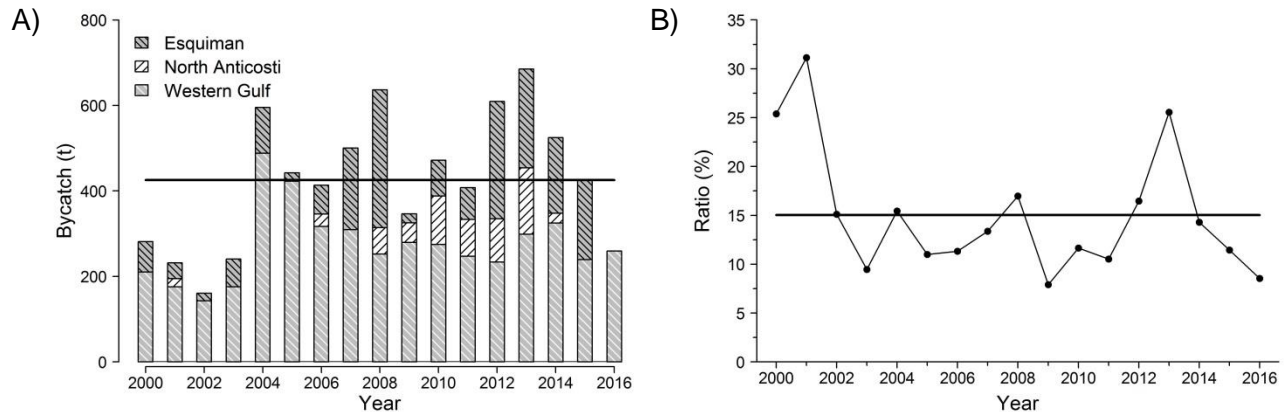 A)
800
600
400
200
0
Bycatch (t)
Esquiman
North Anticosti
Western Gulf
2000 2002 2004 2006 2008 2010 2012 2014 2016
Year
B)
35
30
25
20
15
10
5
0
Ratio (%)
2000 2002 2004 2006 2008 2010 2012 2014 2016
Year